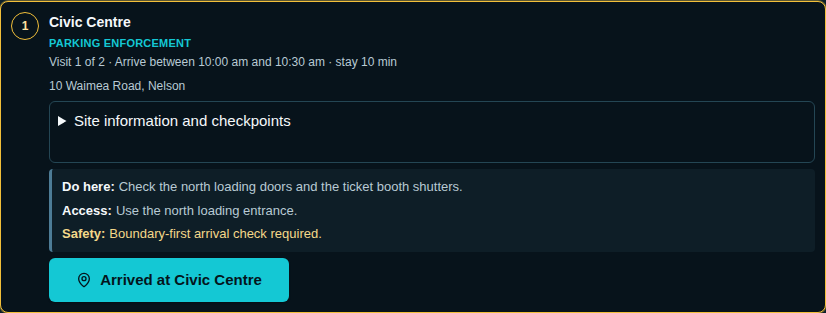 1
Civic Centre
PARKING ENFORCEMENT
Visit 1 of 2 · Arrive between 10:00 am and 10:30 am · stay 10 min
10 Waimea Road, Nelson
Site information and checkpoints
Do here: Check the north loading doors and the ticket booth shutters.
Access: Use the north loading entrance.
Safety: Boundary-first arrival check required.
Arrived at Civic Centre